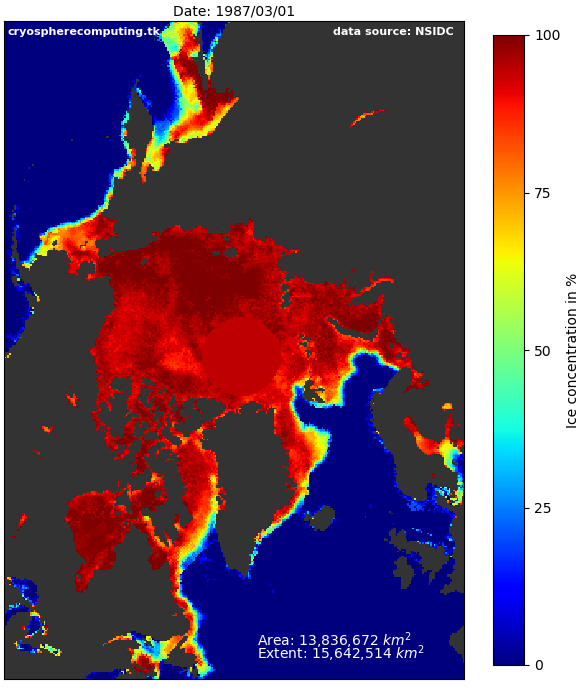 Date: 1987/03/01
cryospherecomputing.tk
data source: NSIDC
100
75
50
25
0
Ice concentration in %
Area: 13,836,672 km²
Extent: 15,642,514 km²